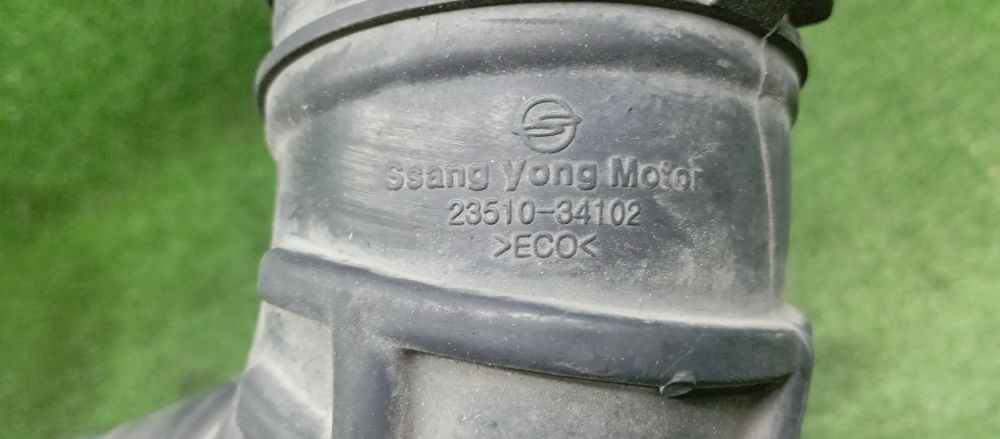 Ssang Yong Motor
23510-34102
>ECO<